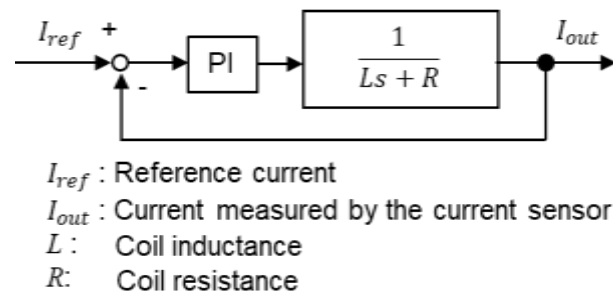 I_ref + I_out
PI
1
Ls + R
-
I_ref : Reference current
I_out : Current measured by the current sensor
L : Coil inductance
R: Coil resistance